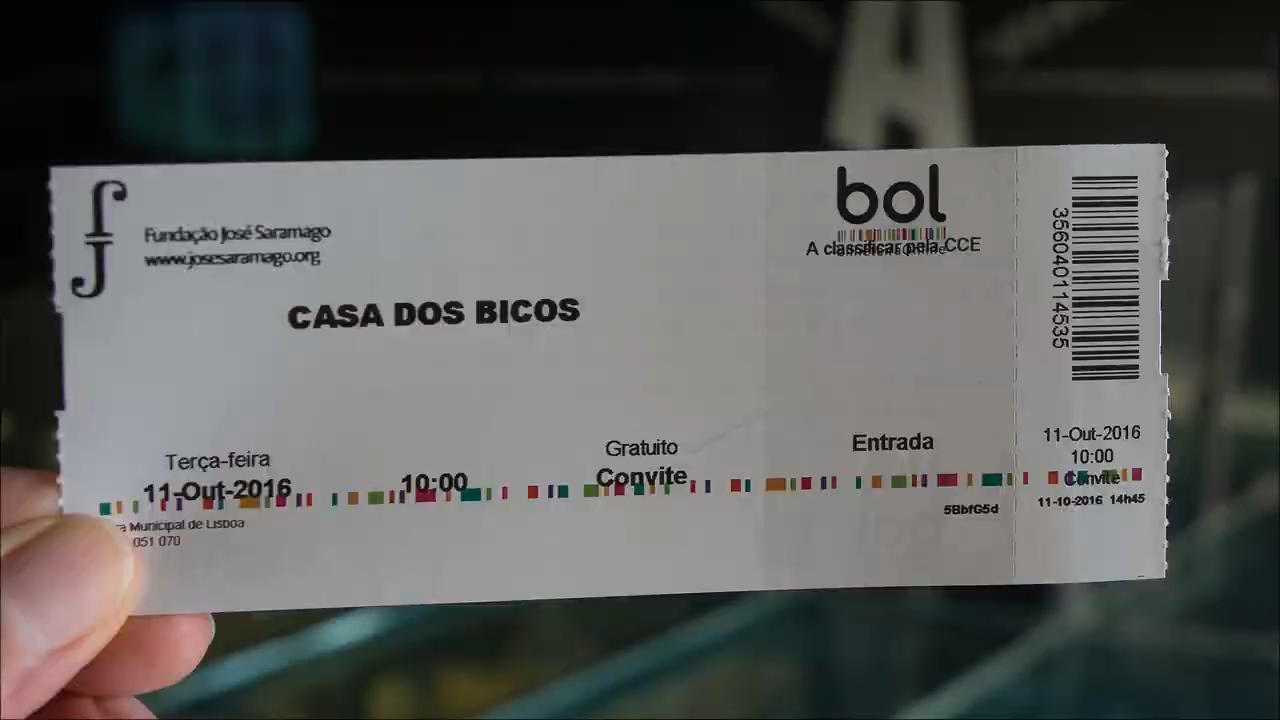 Fundação José Saramago
www.josesaramago.org
bol
A classificar pela CCE
CASA DOS BICOS
35604011453​5
Terça-feira
11-Out-2016
10:00
Gratuito
Convite
Entrada
5BbfG5d
Municipal de Lisboa
051 070
11-Out-2016
10:00
Convite
11-10-2016 14h45